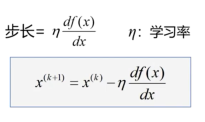 步长= η df(x)/dx  η：学习率
x^(k+1) = x^(k) − η df(x)/dx